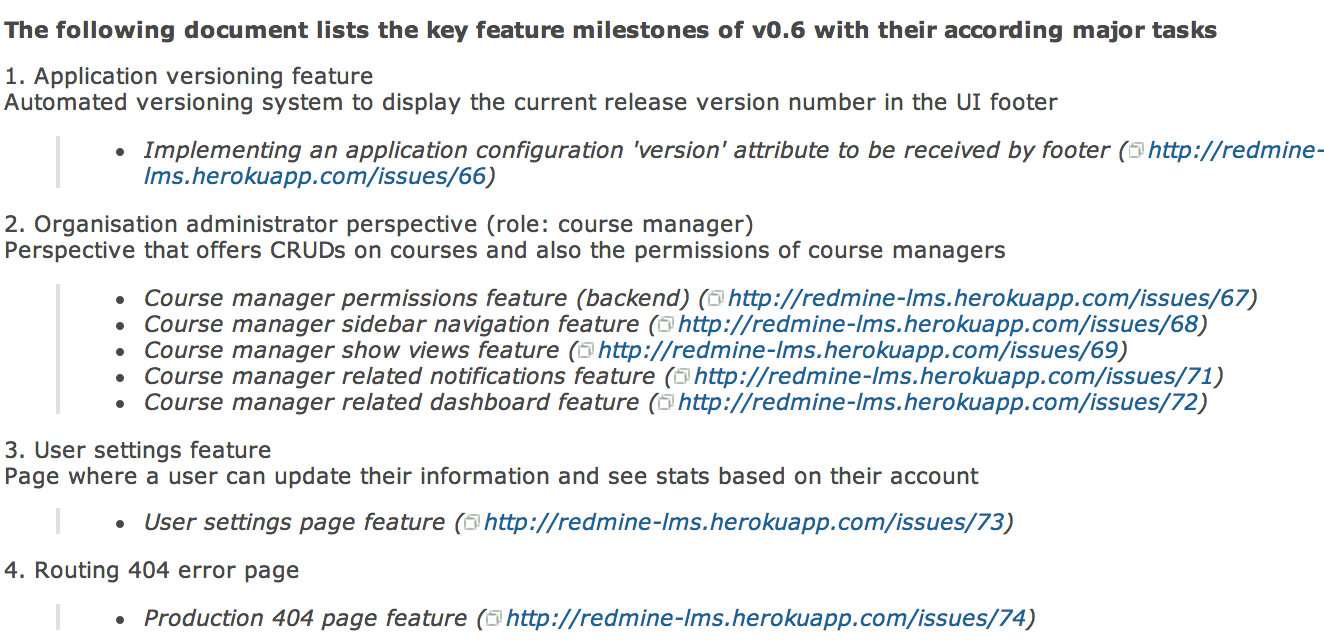 The following document lists the key feature milestones of v0.6 with their according major tasks
1. Application versioning feature
Automated versioning system to display the current release version number in the UI footer
• Implementing an application configuration 'version' attribute to be received by footer (http://redmine-
lms.herokuapp.com/issues/66)
2. Organisation administrator perspective (role: course manager)
Perspective that offers CRUDs on courses and also the permissions of course managers
• Course manager permissions feature (backend) (http://redmine-lms.herokuapp.com/issues/67)
• Course manager sidebar navigation feature (http://redmine-lms.herokuapp.com/issues/68)
• Course manager show views feature (http://redmine-lms.herokuapp.com/issues/69)
• Course manager related notifications feature (http://redmine-lms.herokuapp.com/issues/71)
• Course manager related dashboard feature (http://redmine-lms.herokuapp.com/issues/72)
3. User settings feature
Page where a user can update their information and see stats based on their account
• User settings page feature (http://redmine-lms.herokuapp.com/issues/73)
4. Routing 404 error page
• Production 404 page feature (http://redmine-lms.herokuapp.com/issues/74)